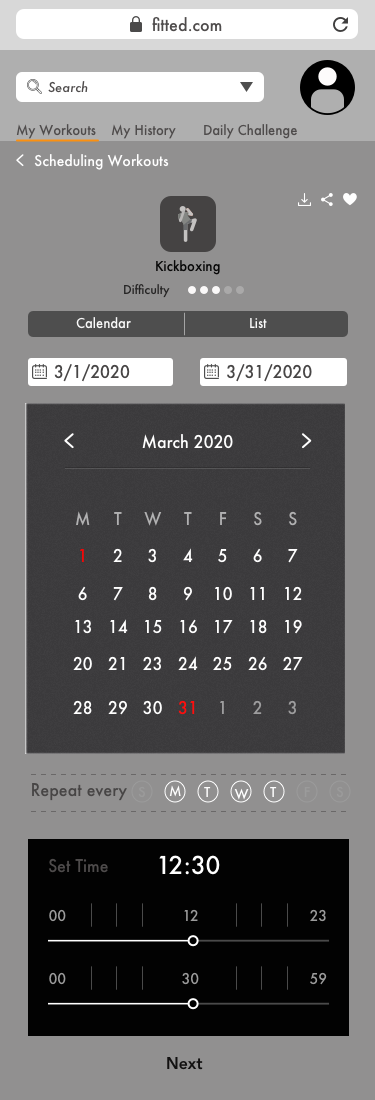 fitted.com
Search
My Workouts My History Daily Challenge
Scheduling Workouts
Kickboxing
Difficulty
Calendar List
3/1/2020 3/31/2020
March 2020
M T W T F S S
1 2 3 4 5 6 7
6 7 8 9 10 11 12
13 14 15 16 17 18 19
20 21 23 24 25 26 27
28 29 30 31 1 2 3
Repeat every S M T W T F S
Set Time 12:30
00 12 23
00 30 59
Next